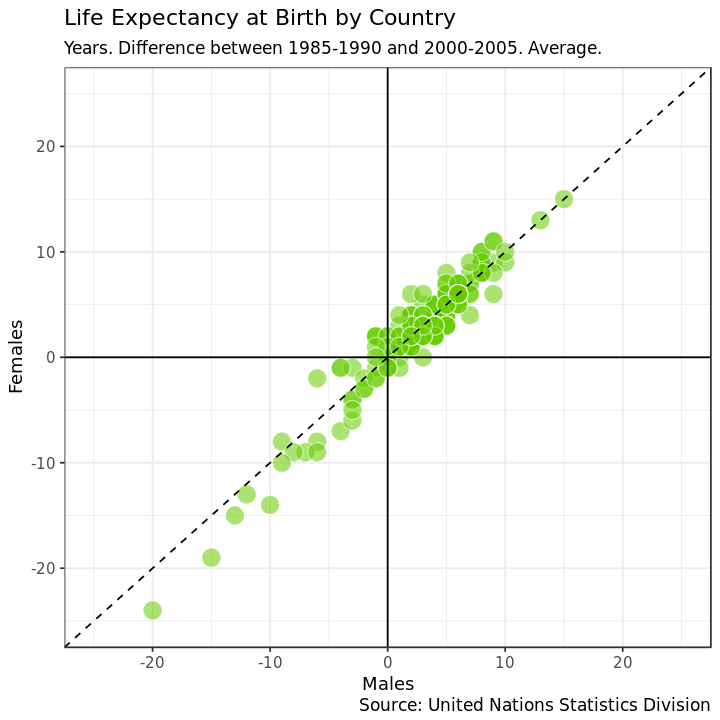 Life Expectancy at Birth by Country
Years. Difference between 1985-1990 and 2000-2005. Average.
Females
20
10
0
-10
-20
-20
-10
0
10
20
Males
Source: United Nations Statistics Division